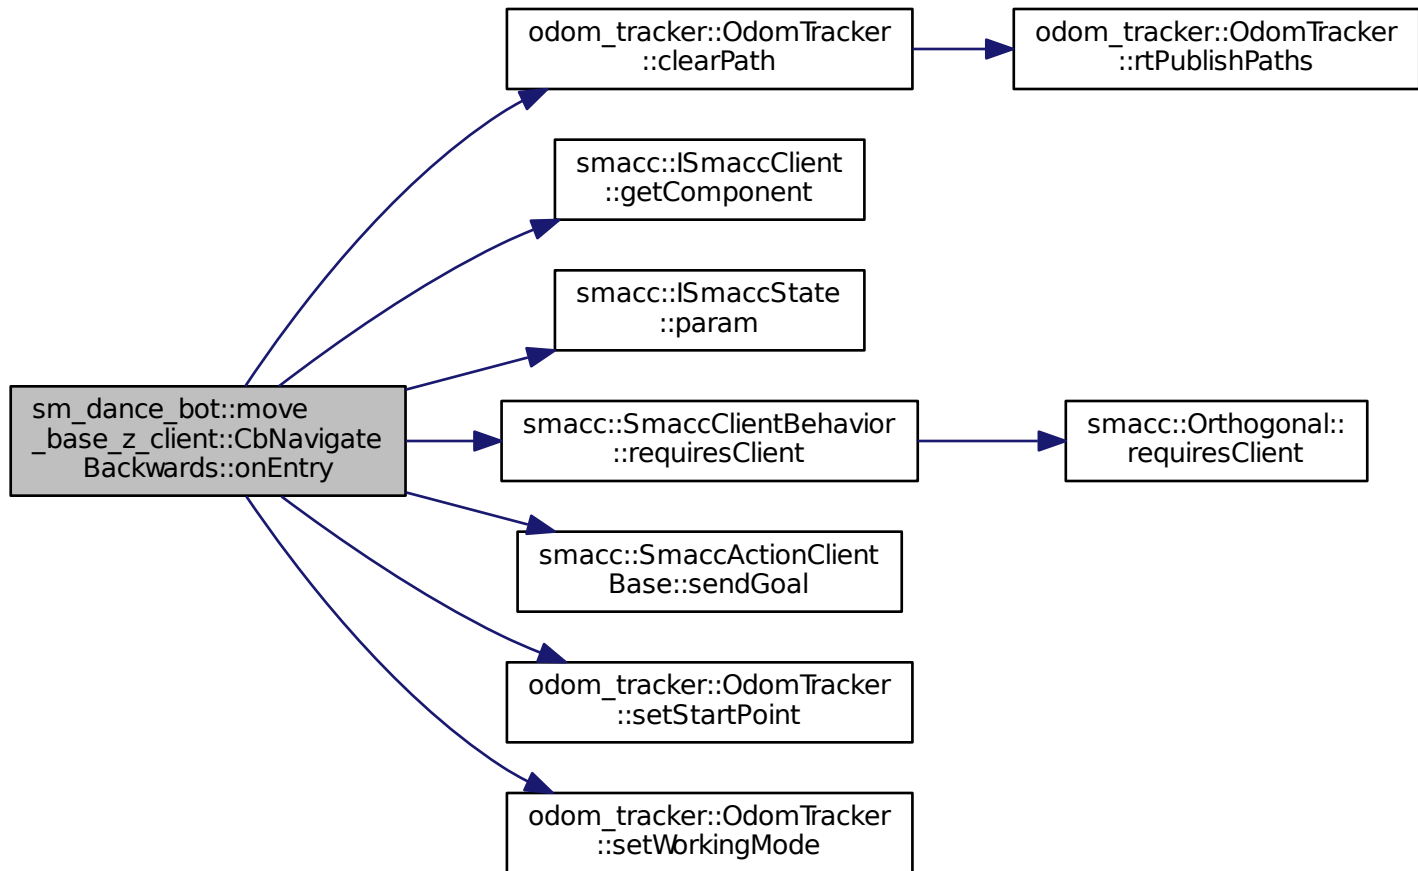 odom_tracker::OdomTracker
::clearPath
odom_tracker::OdomTracker
::rtPublishPaths
smacc::ISmaccClient
::getComponent
smacc::ISmaccState
::param
sm_dance_bot::move
_base_z_client::CbNavigate
Backwards::onEntry
smacc::SmaccClientBehavior
::requiresClient
smacc::Orthogonal::
requiresClient
smacc::SmaccActionClient
Base::sendGoal
odom_tracker::OdomTracker
::setStartPoint
odom_tracker::OdomTracker
::setWorkingMode